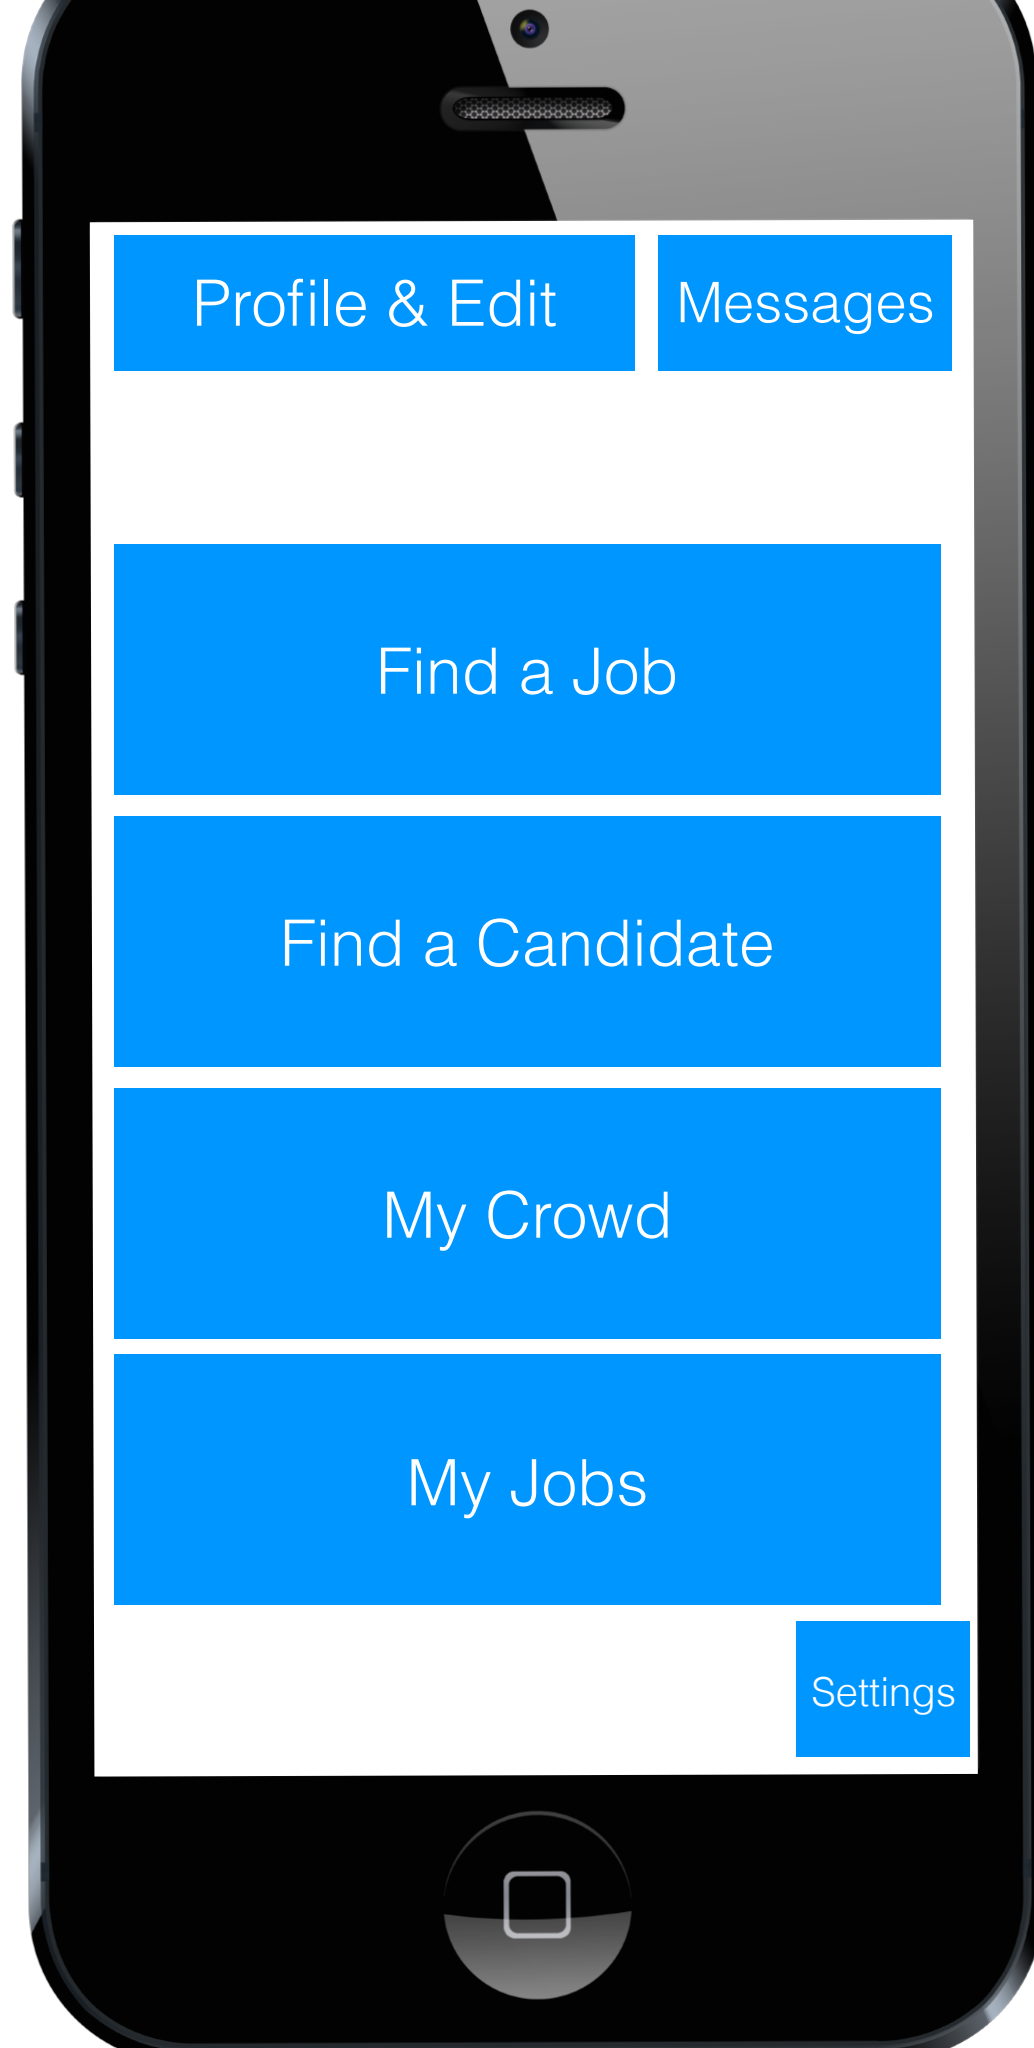 Profile & Edit
Messages
Find a Job
Find a Candidate
My Crowd
My Jobs
Settings